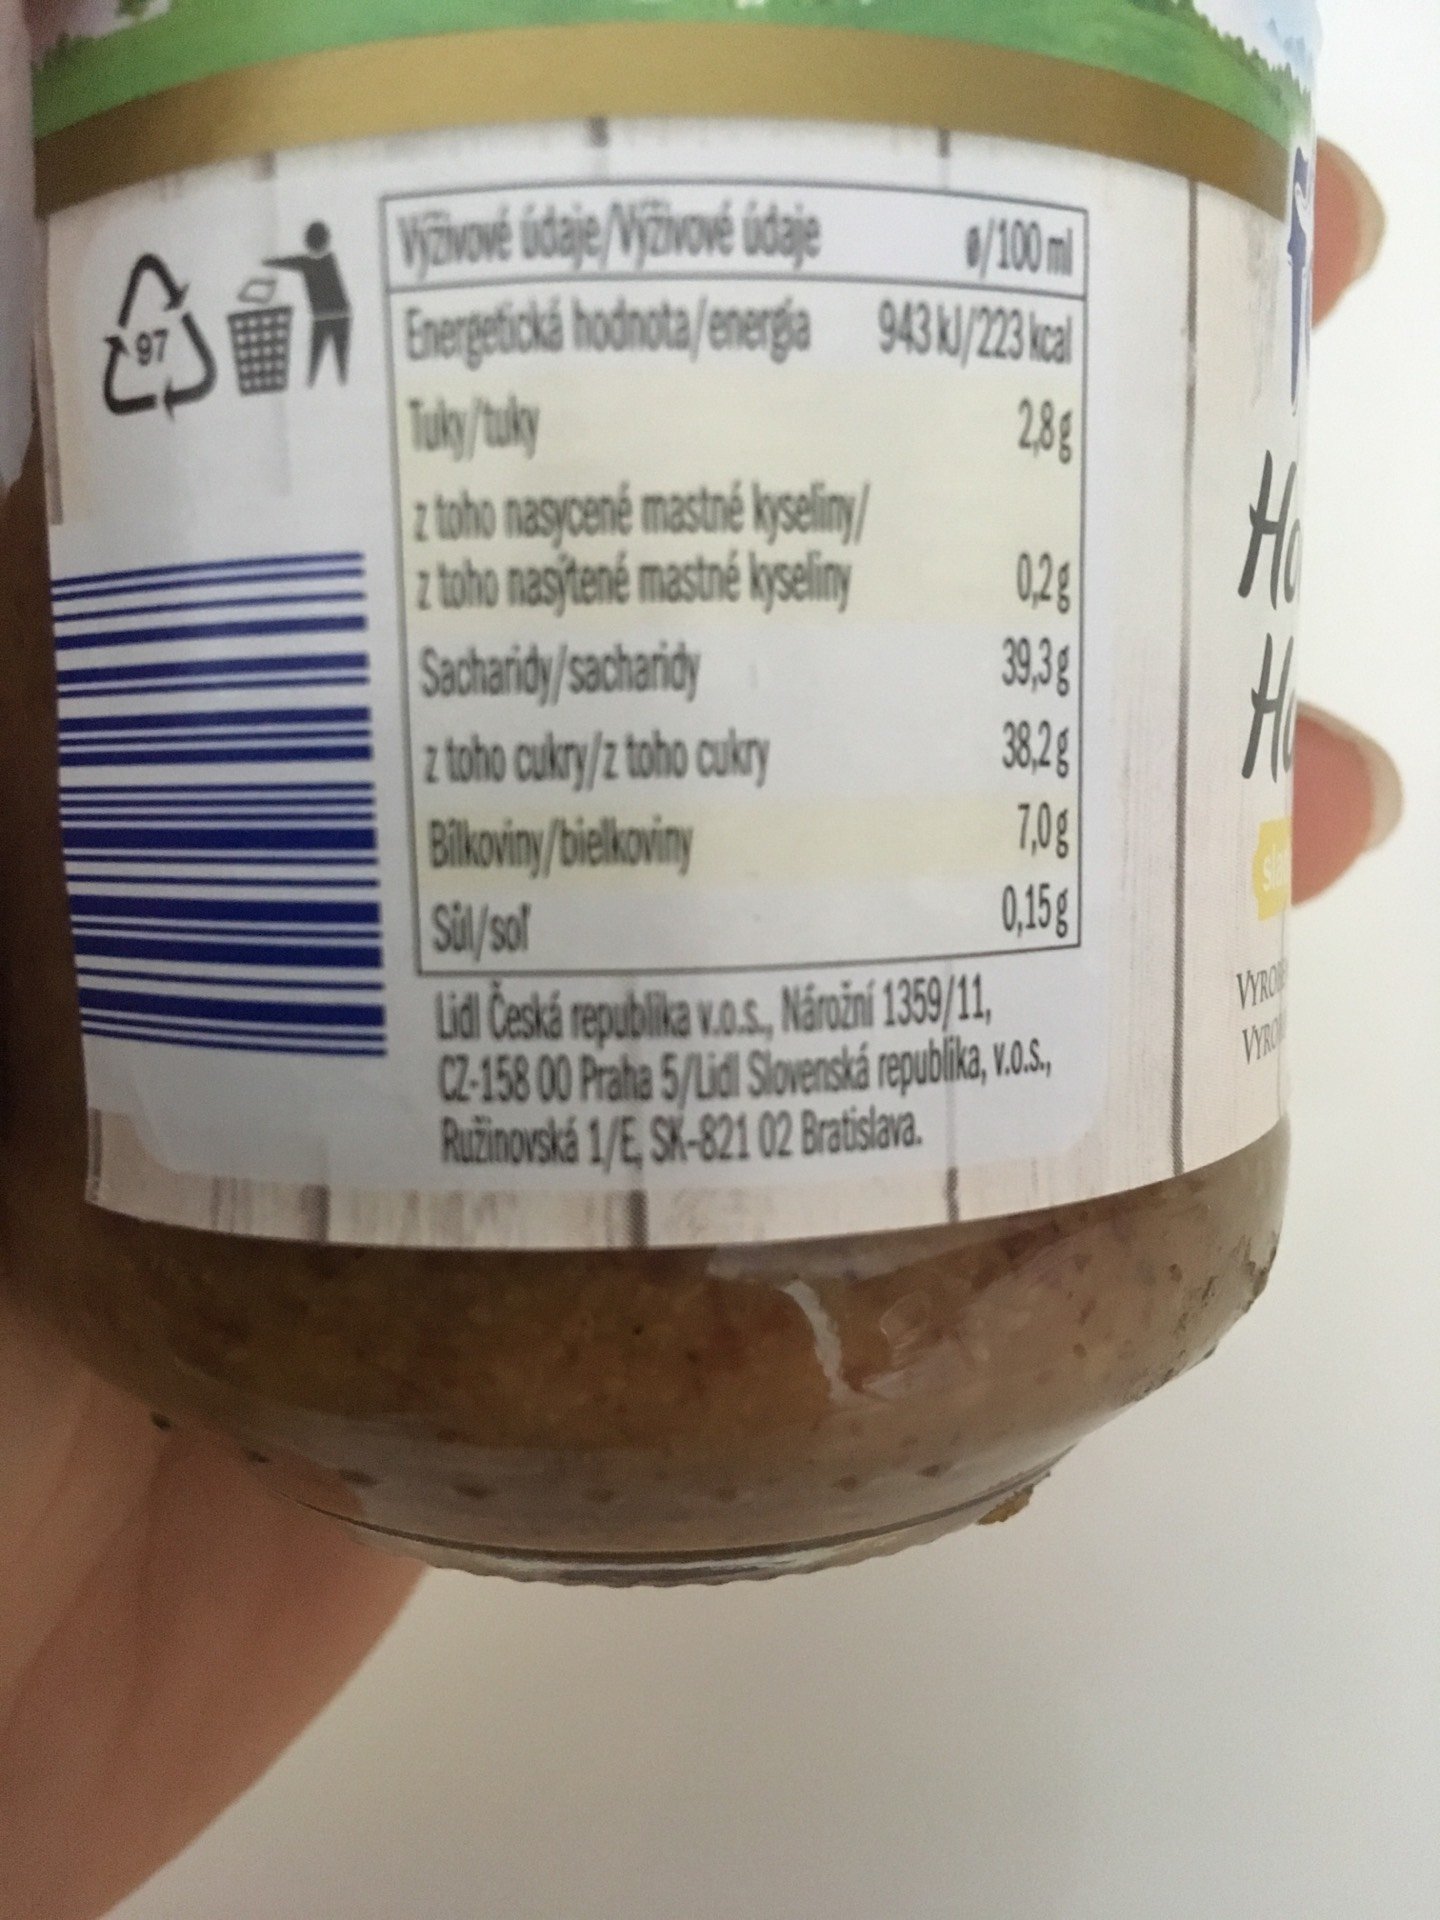 97
Výživové údaje/Výživové údaje ø/100 ml
Energetická hodnota/energia 943 kJ/223 kcal
Tuky/tuky 2,8 g
z toho nasycené mastné kyseliny/
z toho nasýtené mastné kyseliny 0,2 g
Sacharidy/sacharidy 39,3 g
z toho cukry/z toho cukry 38,2 g
Bílkoviny/bielkoviny 7,0 g
Sůl/soľ 0,15 g
Lidl Česká republika v.o.s., Nárožní 1359/11,
CZ-158 00 Praha 5/Lidl Slovenská republika, v.o.s.,
Ružinovská 1/E, SK-821 02 Bratislava.